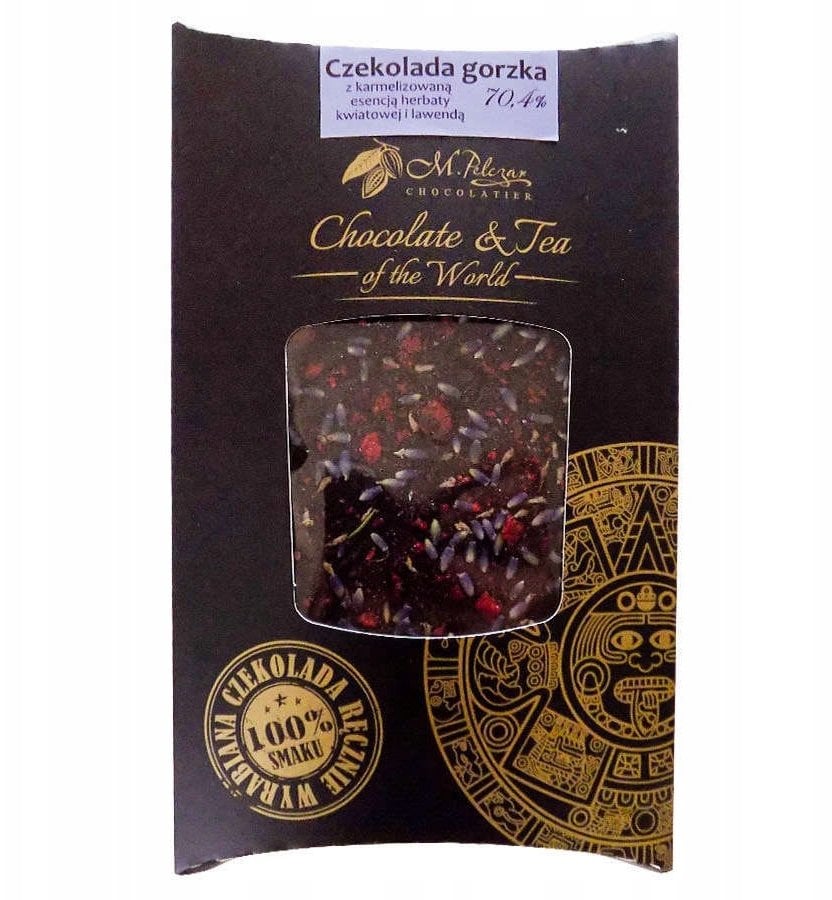 Czekolada gorzka
z karmelizowaną
esencją herbaty 70,4%
kwiatowej i lawendą
M. Pelczar
CHOCOLATIER
Chocolate & Tea
of the World
CZEKOLADA RĘCZNIE WYRABIANA
100%
SMAKU